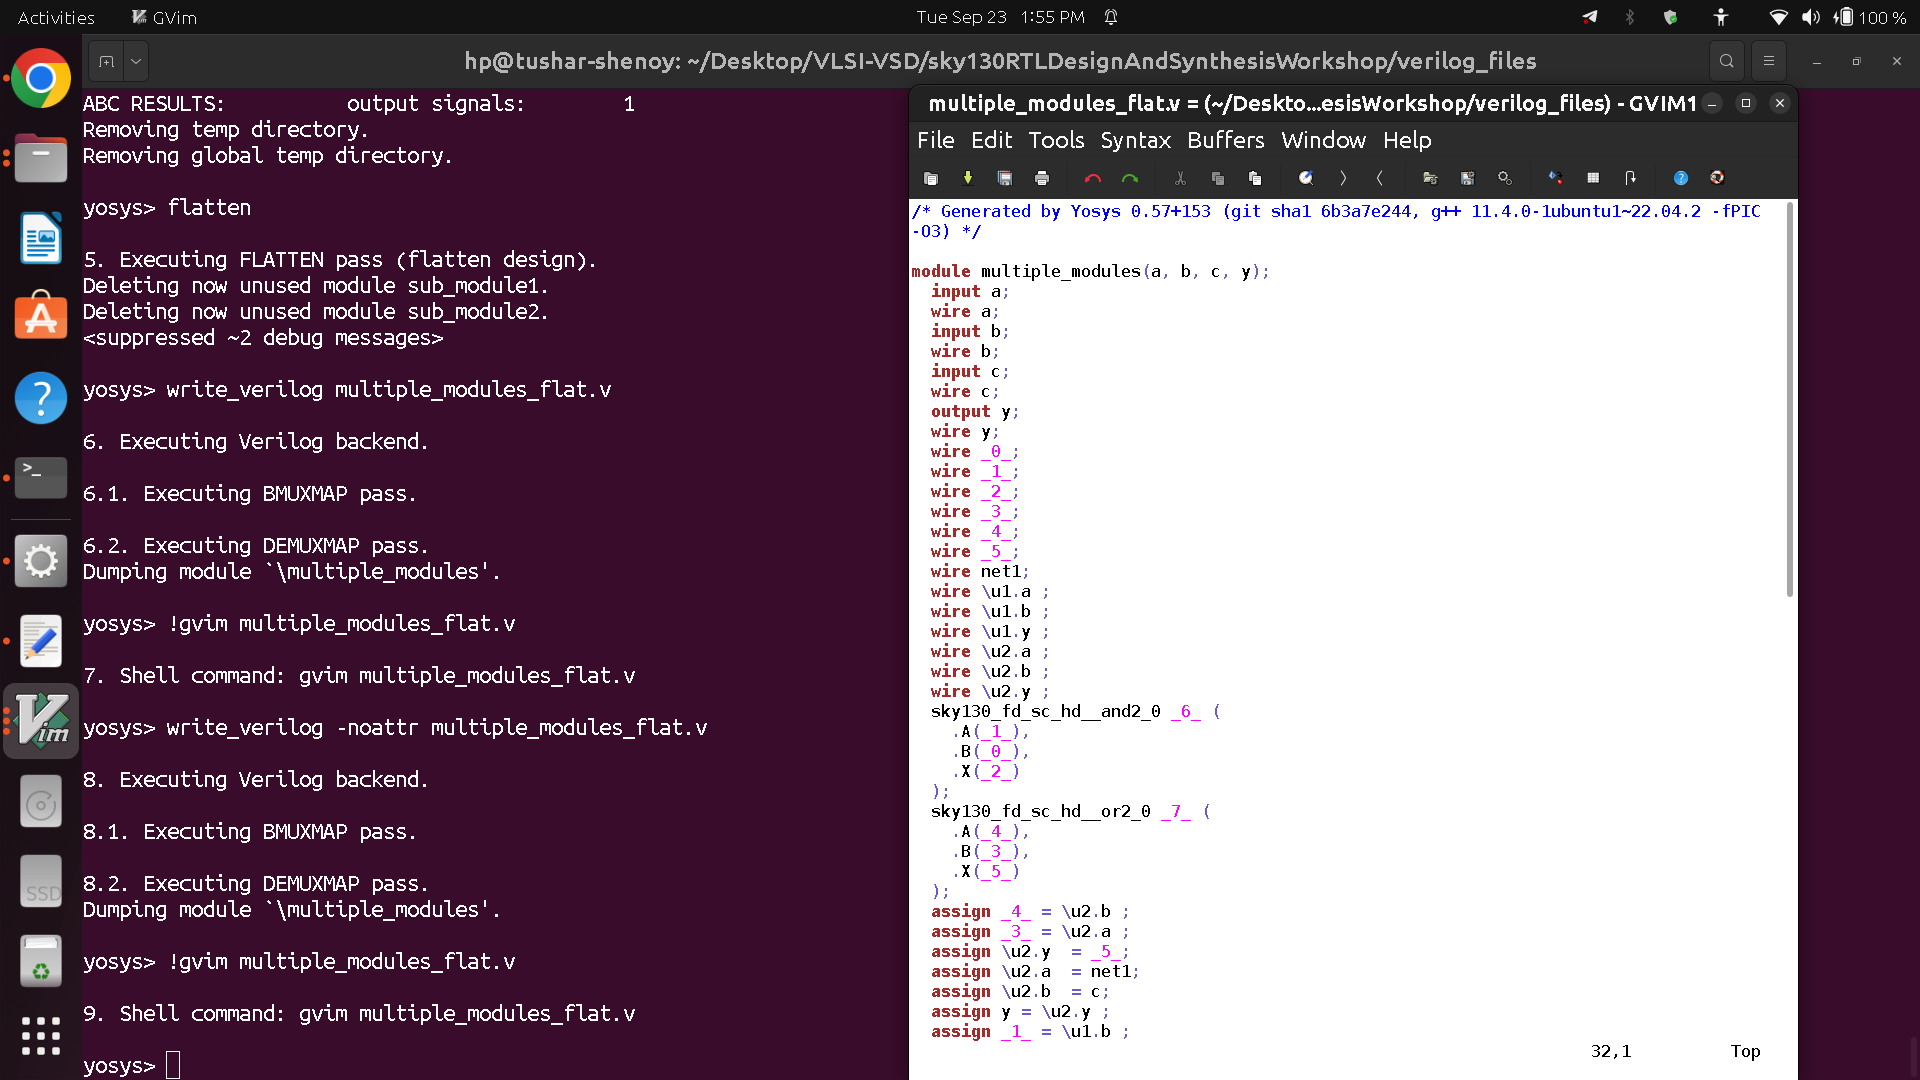 Activities
GVim
Tue Sep 23 1:55 PM
100 %
hp@tushar-shenoy: ~/Desktop/VLSI-VSD/sky130RTLDesignAndSynthesisWorkshop/verilog_files
ABC RESULTS: output signals: 1
Removing temp directory.
Removing global temp directory.
yosys> flatten
5. Executing FLATTEN pass (flatten design).
Deleting now unused module sub_module1.
Deleting now unused module sub_module2.
<suppressed ~2 debug messages>
yosys> write_verilog multiple_modules_flat.v
6. Executing Verilog backend.
6.1. Executing BMUXMAP pass.
6.2. Executing DEMUXMAP pass.
Dumping module `\multiple_modules'.
yosys> !gvim multiple_modules_flat.v
7. Shell command: gvim multiple_modules_flat.v
yosys> write_verilog -noattr multiple_modules_flat.v
8. Executing Verilog backend.
8.1. Executing BMUXMAP pass.
8.2. Executing DEMUXMAP pass.
Dumping module `\multiple_modules'.
yosys> !gvim multiple_modules_flat.v
9. Shell command: gvim multiple_modules_flat.v
yosys>
SSD
multiple_modules_flat.v = (~/Deskto...esisWorkshop/verilog_files) - GVIM1
File Edit Tools Syntax Buffers Window Help
/* Generated by Yosys 0.57+153 (git sha1 6b3a7e244, g++ 11.4.0-1ubuntu1~22.04.2 -fPIC
-O3) */
module multiple_modules(a, b, c, y);
input a;
wire a;
input b;
wire b;
input c;
wire c;
output y;
wire y;
wire _0_;
wire _1_;
wire _2_;
wire _3_;
wire _4_;
wire _5_;
wire net1;
wire \u1.a ;
wire \u1.b ;
wire \u1.y ;
wire \u2.a ;
wire \u2.b ;
wire \u2.y ;
sky130_fd_sc_hd__and2_0 _6_ (
.A(_1_),
.B(_0_),
.X(_2_)
);
sky130_fd_sc_hd__or2_0 _7_ (
.A(_4_),
.B(_3_),
.X(_5_)
);
assign _4_ = \u2.b ;
assign _3_ = \u2.a ;
assign \u2.y  = _5_;
assign \u2.a  = net1;
assign \u2.b  = c;
assign y = \u2.y ;
assign _1_ = \u1.b ;
32,1 Top